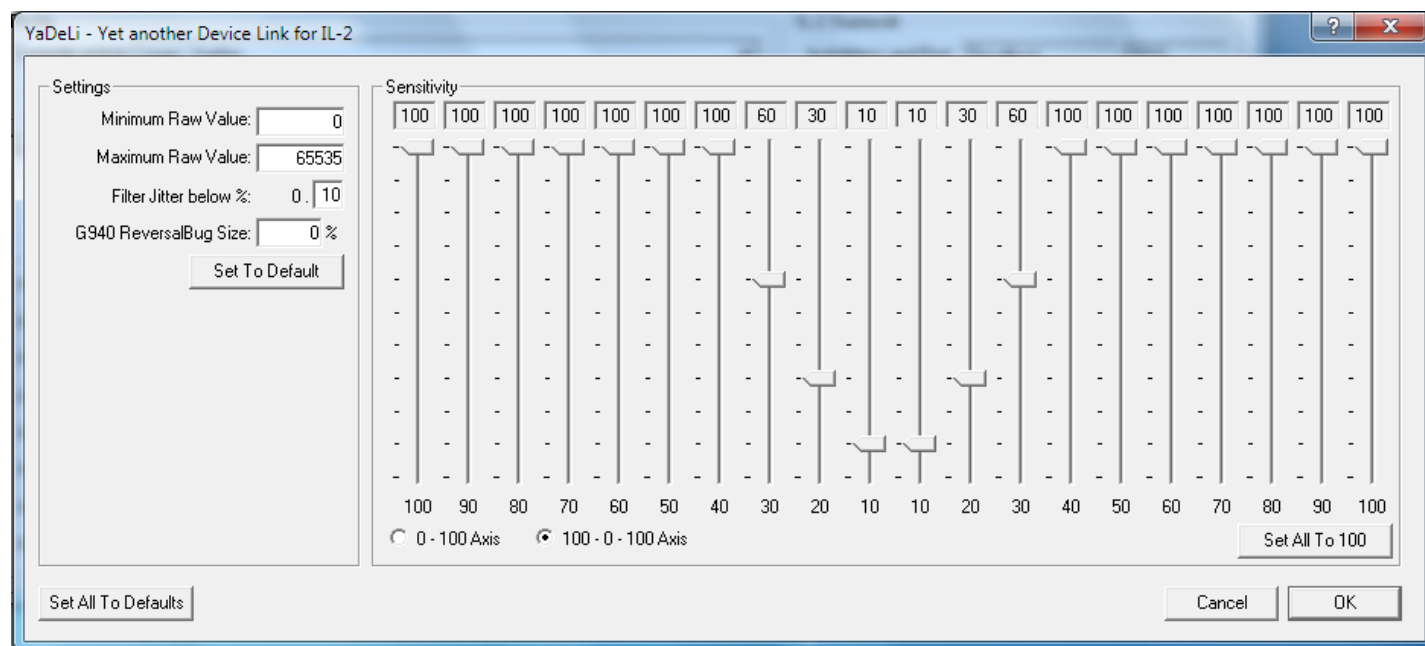 YaDeLi - Yet another Device Link for IL-2
Settings
Minimum Raw Value: 0
Maximum Raw Value: 65535
Filter Jitter below %: 0 . 10
G940 ReversalBug Size: 0 %
Set To Default
Sensitivity
100 100 100 100 100 100 100 60 30 10 10 30 60 100 100 100 100 100 100 100
100 90 80 70 60 50 40 30 20 10 10 20 30 40 50 60 70 80 90 100
0 - 100 Axis 100 - 0 - 100 Axis
Set All To 100
Set All To Defaults
Cancel OK